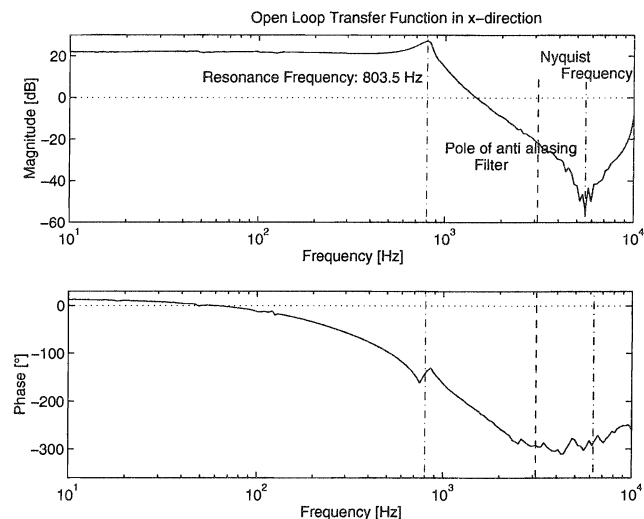 Open Loop Transfer Function in x-direction
20
0
-20
-40
-60
Magnitude [dB]
Resonance Frequency: 803.5 Hz
Nyquist
Frequency
Pole of anti aliasing
Filter
10^1
10^2
10^3
10^4
Frequency [Hz]
0
-100
-200
-300
Phase [°]
10^1
10^2
10^3
10^4
Frequency [Hz]